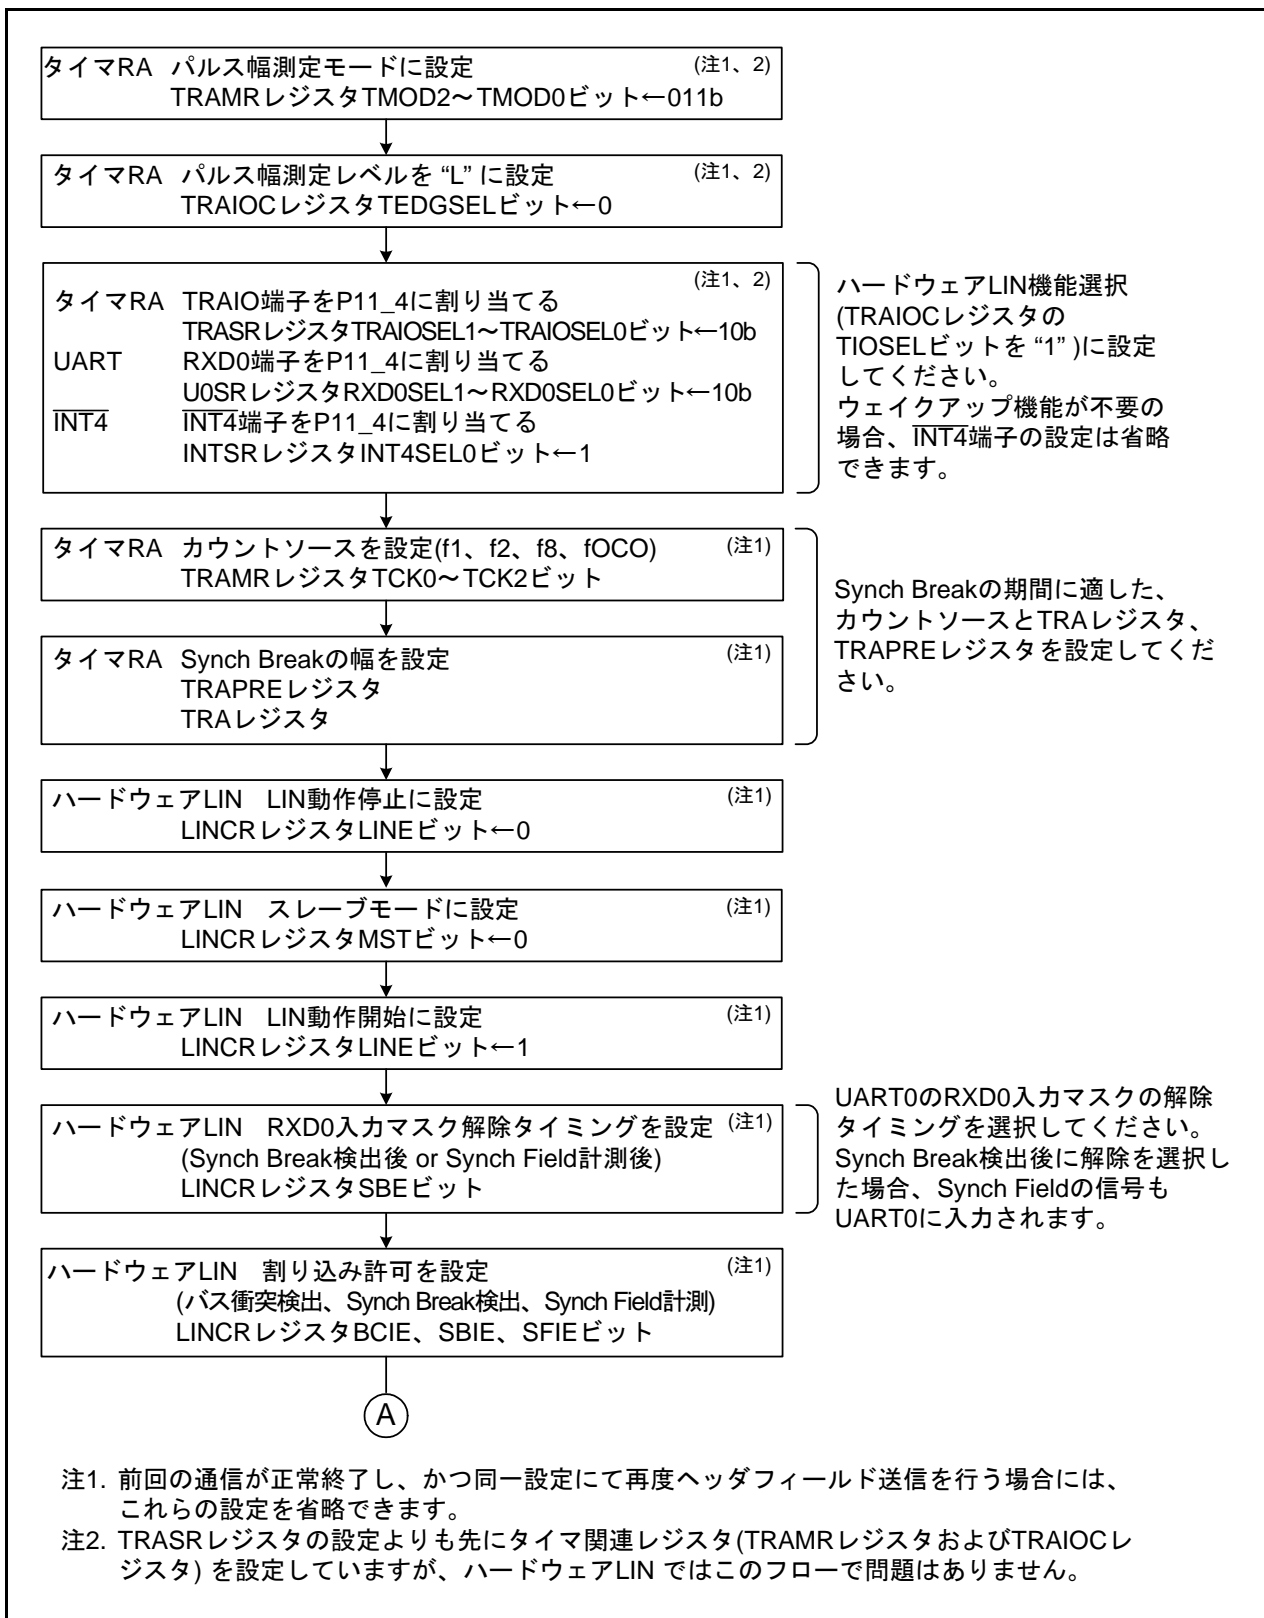 タイマRA パルス幅測定モードに設定 (注1、2)
TRAMRレジスタTMOD2～TMOD0ビット←011b
タイマRA パルス幅測定レベルを “L” に設定 (注1、2)
TRAIOCレジスタTEDGSELビット←0
(注1、2)
タイマRA TRAIO端子をP11_4に割り当てる
TRASRレジスタTRAIOSEL1～TRAIOSEL0ビット←10b
UART RXD0端子をP11_4に割り当てる
U0SRレジスタRXD0SEL1～RXD0SEL0ビット←10b
INT4 INT4端子をP11_4に割り当てる
INTSRレジスタINT4SEL0ビット←1
ハードウェアLIN機能選択
(TRAIOCレジスタの
TIOSELビットを “1” )に設定
してください。
ウェイクアップ機能が不要の
場合、INT4端子の設定は省略
できます。
タイマRA カウントソースを設定(f1、f2、f8、fOCO) (注1)
TRAMRレジスタTCK0～TCK2ビット
タイマRA Synch Breakの幅を設定 (注1)
TRAPREレジスタ
TRAレジスタ
Synch Breakの期間に適した、
カウントソースとTRAレジスタ、
TRAPREレジスタを設定してくだ
さい。
ハードウェアLIN LIN動作停止に設定 (注1)
LINCRレジスタLINEビット←0
ハードウェアLIN スレーブモードに設定 (注1)
LINCRレジスタMSTビット←0
ハードウェアLIN LIN動作開始に設定 (注1)
LINCRレジスタLINEビット←1
ハードウェアLIN RXD0入力マスク解除タイミングを設定 (注1)
(Synch Break検出後 or Synch Field計測後)
LINCRレジスタSBEビット
UART0のRXD0入力マスクの解除
タイミングを選択してください。
Synch Break検出後に解除を選択し
た場合、Synch Fieldの信号も
UART0に入力されます。
ハードウェアLIN 割り込み許可を設定 (注1)
(バス衝突検出、Synch Break検出、Synch Field計測)
LINCRレジスタBCIE、SBIE、SFIEビット
A
注1. 前回の通信が正常終了し、かつ同一設定にて再度ヘッダフィールド送信を行う場合には、
これらの設定を省略できます。
注2. TRASRレジスタの設定よりも先にタイマ関連レジスタ(TRAMRレジスタおよびTRAIOCレ
ジスタ) を設定していますが、ハードウェアLIN ではこのフローで問題はありません。